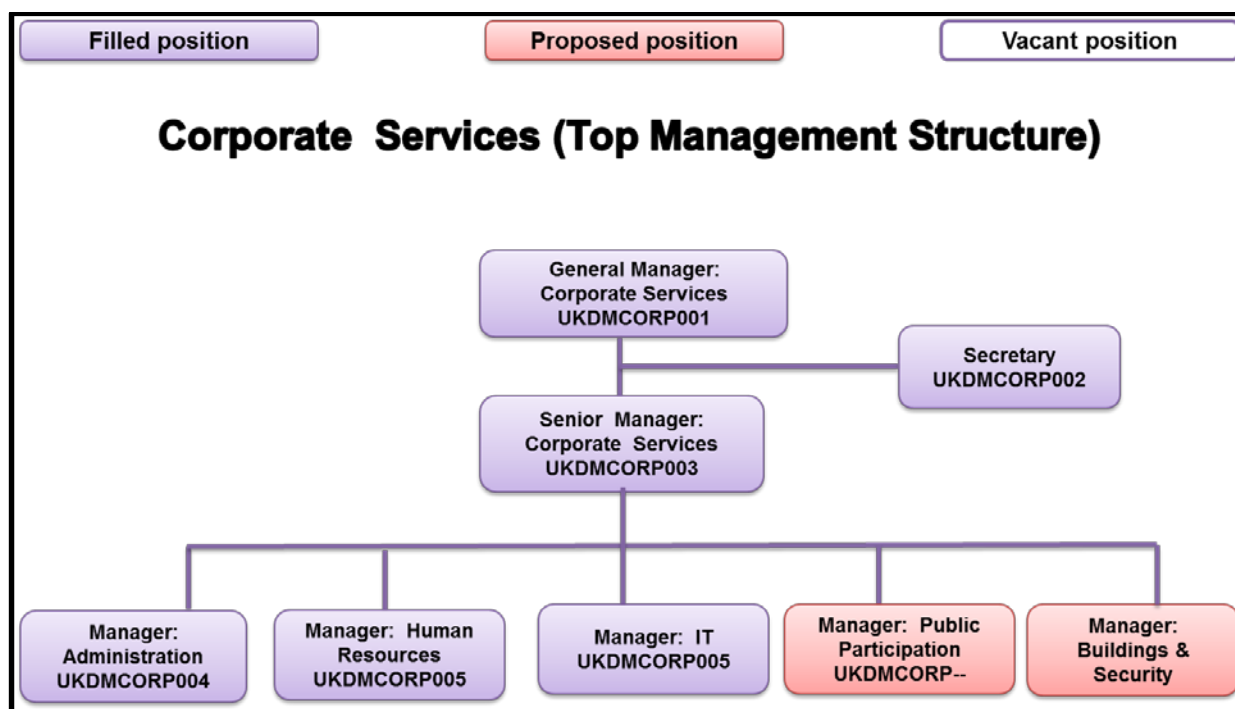 Filled position
Proposed position
Vacant position
Corporate Services (Top Management Structure)
General Manager:
Corporate Services
UKDMCORP001
Secretary
UKDMCORP002
Senior Manager:
Corporate Services
UKDMCORP003
Manager:
Administration
UKDMCORP004
Manager: Human
Resources
UKDMCORP005
Manager: IT
UKDMCORP005
Manager: Public
Participation
UKDMCORP--
Manager:
Buildings &
Security